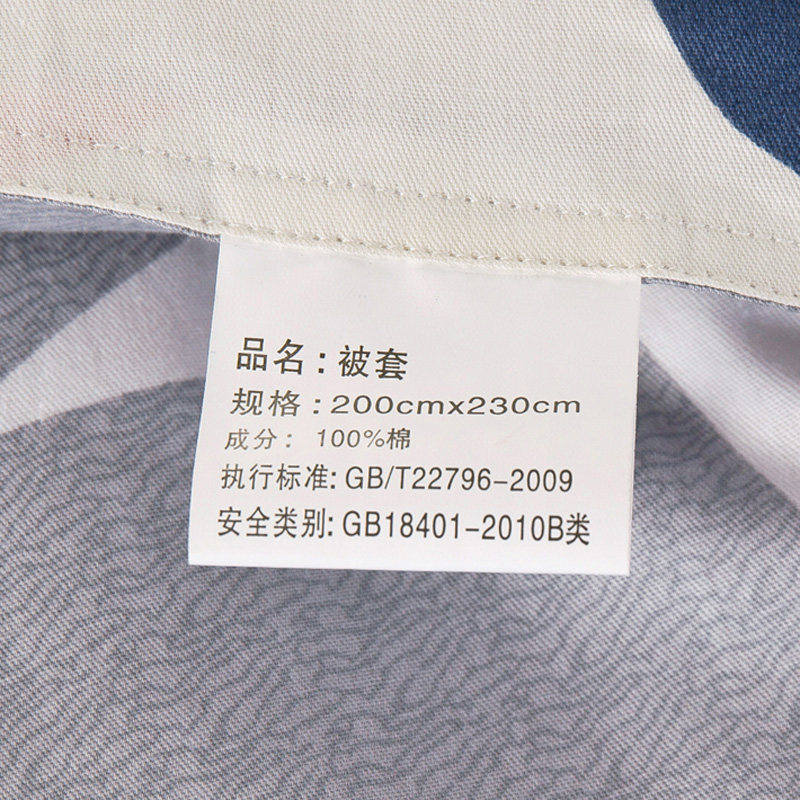 品名：被套
规格：200cmx230cm
成分：100%棉
执行标准：GB/T22796-2009
安全类别：GB18401-2010B类